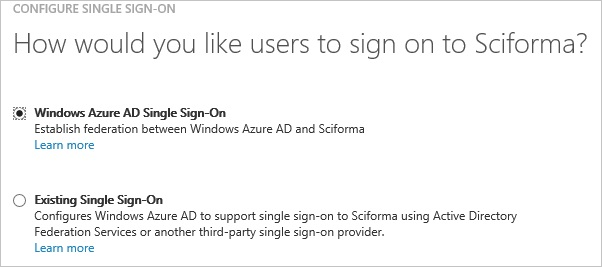 CONFIGURE SINGLE SIGN-ON
How would you like users to sign on to Sciforma?
Windows Azure AD Single Sign-On
Establish federation between Windows Azure AD and Sciforma
Learn more
Existing Single Sign-On
Configures Windows Azure AD to support single sign-on to Sciforma using Active Directory
Federation Services or another third-party single sign-on provider.
Learn more